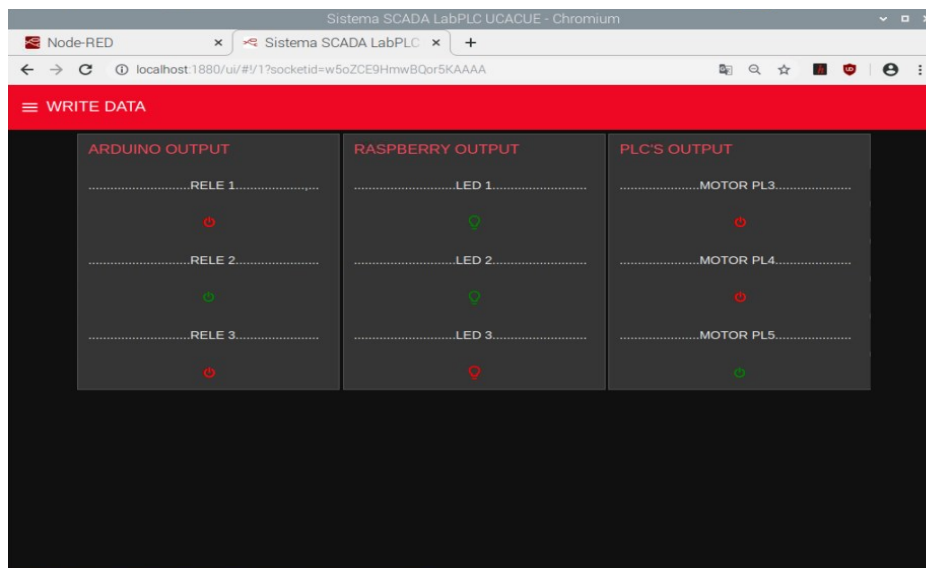 Sistema SCADA LabPLC UCACUE - Chromium
Node-RED
Sistema SCADA LabPLC
localhost:1880/ui/#!/1?socketid=w5oZCE9HmwBQor5KAAAA
WRITE DATA
ARDUINO OUTPUT
..........................RELE 1..................,...
..........................RELE 2......................
..........................RELE 3......................
RASPBERRY OUTPUT
..........................LED 1.........................
..........................LED 2.........................
..........................LED 3.........................
PLC'S OUTPUT
.....................MOTOR PL3....................
.....................MOTOR PL4....................
.....................MOTOR PL5....................